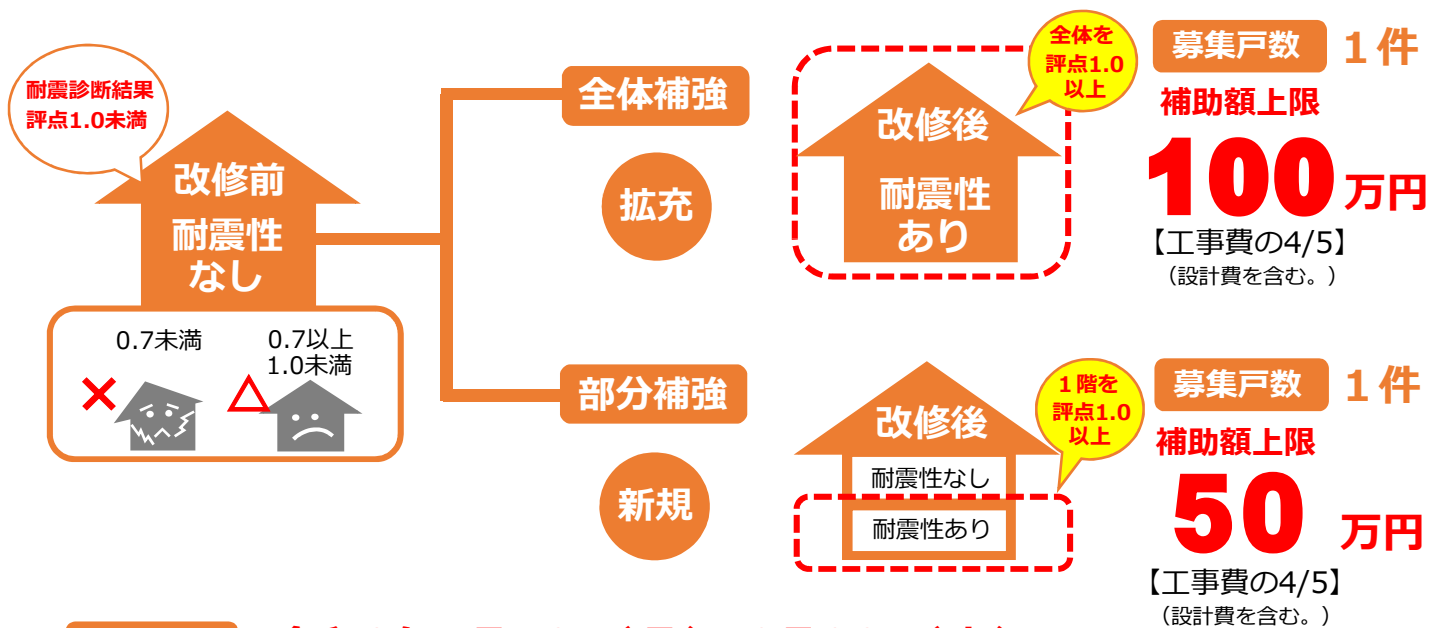 耐震診断結果
評点1.0未満
改修前
耐震性
なし
0.7未満
0.7以上
1.0未満
全体補強
拡充
改修後
耐震性
あり
全体を
評点1.0
以上
募集戸数
1件
補助額上限
100万円
【工事費の4/5】
（設計費を含む。）
部分補強
新規
改修後
耐震性なし
耐震性あり
１階を
評点1.0
以上
募集戸数
1件
補助額上限
50万円
【工事費の4/5】
（設計費を含む。）